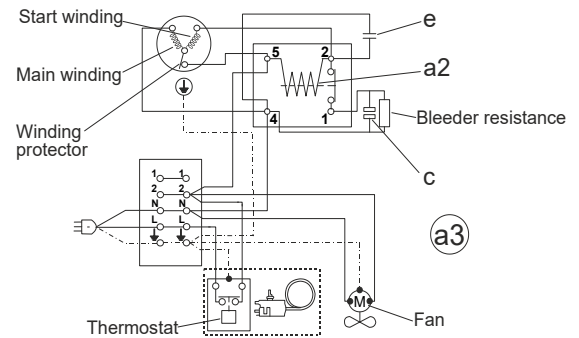 Start winding
e
5 2
a2
Main winding
4 1
Bleeder resistance
Winding
protector
c
1 1
2 2
N N
L L
a3
M
Thermostat
Fan